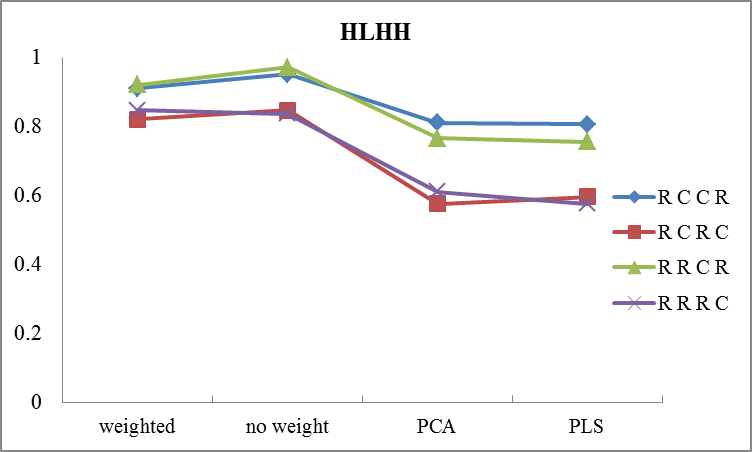 HLHH
1
0.8
0.6
0.4
0.2
0
weighted no weight PCA PLS
R C C R
R C R C
R R C R
R R R C